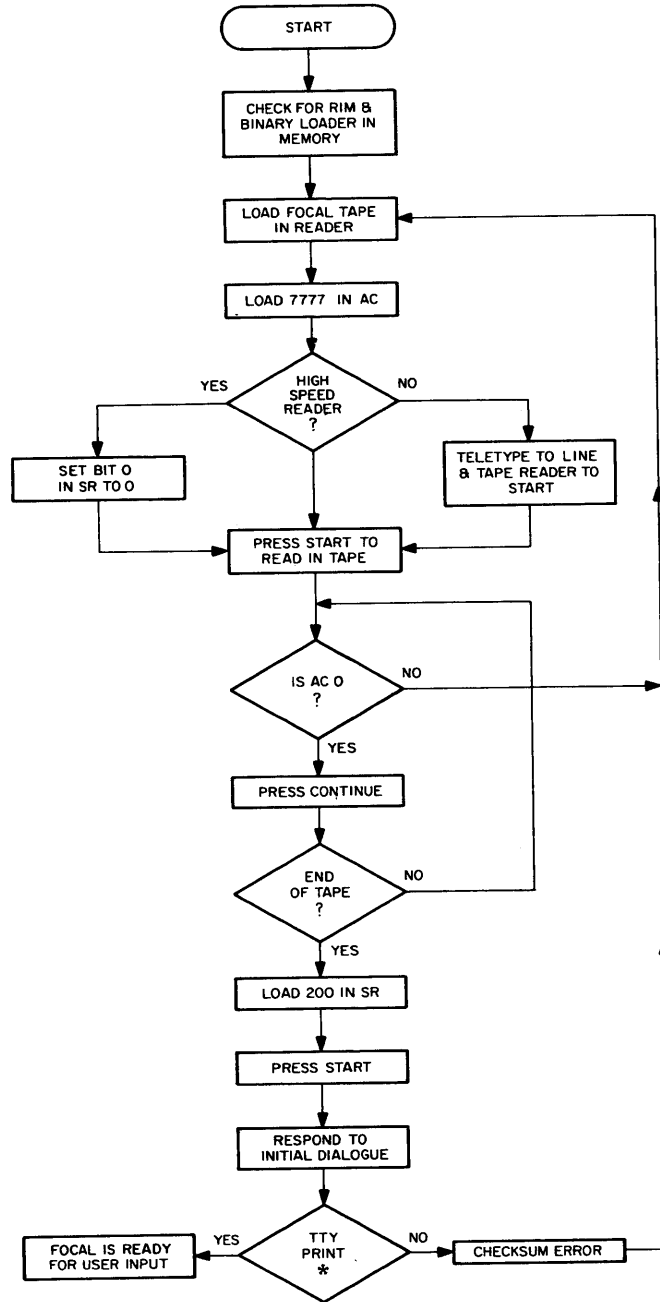 START
CHECK FOR RIM &
BINARY LOADER IN
MEMORY
LOAD FOCAL TAPE
IN READER
LOAD 7777 IN AC
YES
HIGH
SPEED
READER
?
NO
SET BIT 0
IN SR TO 0
TELETYPE TO LINE
& TAPE READER TO
START
PRESS START TO
READ IN TAPE
IS AC 0
?
NO
YES
PRESS CONTINUE
END
OF TAPE
?
NO
YES
LOAD 200 IN SR
PRESS START
RESPOND TO
INITIAL DIALOGUE
YES
TTY
PRINT
*
NO
FOCAL IS READY
FOR USER INPUT
CHECKSUM ERROR